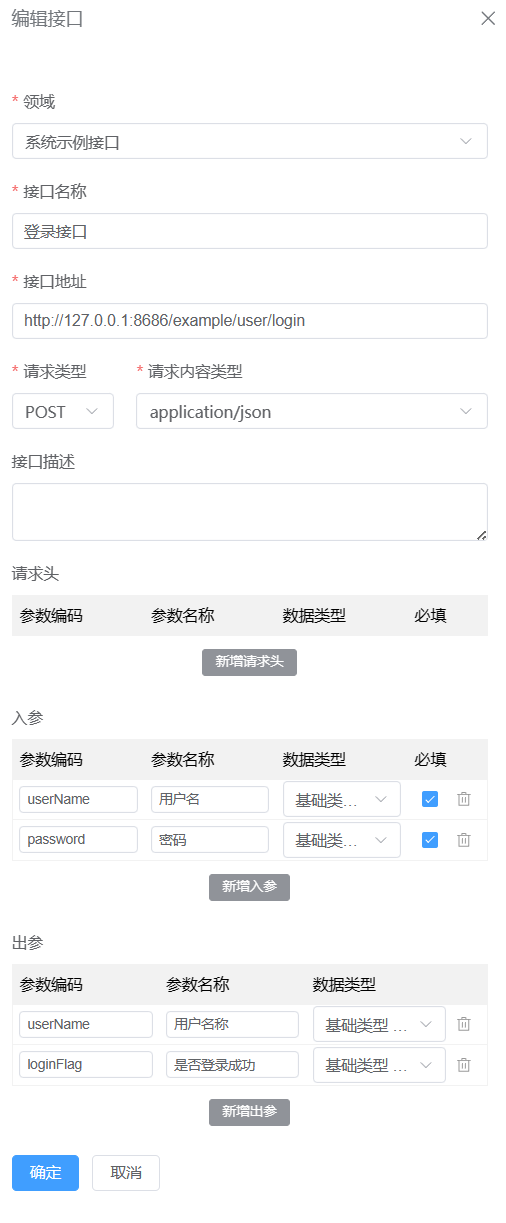 编辑接口
* 领域
系统示例接口
* 接口名称
登录接口
* 接口地址
http://127.0.0.1:8686/example/user/login
* 请求类型 * 请求内容类型
POST application/json
接口描述
请求头
参数编码 参数名称 数据类型 必填
新增请求头
入参
参数编码 参数名称 数据类型 必填
userName 用户名 基础类...
password 密码 基础类...
新增入参
出参
参数编码 参数名称 数据类型
userName 用户名称 基础类型 ...
loginFlag 是否登录成功 基础类型 ...
新增出参
确定 取消